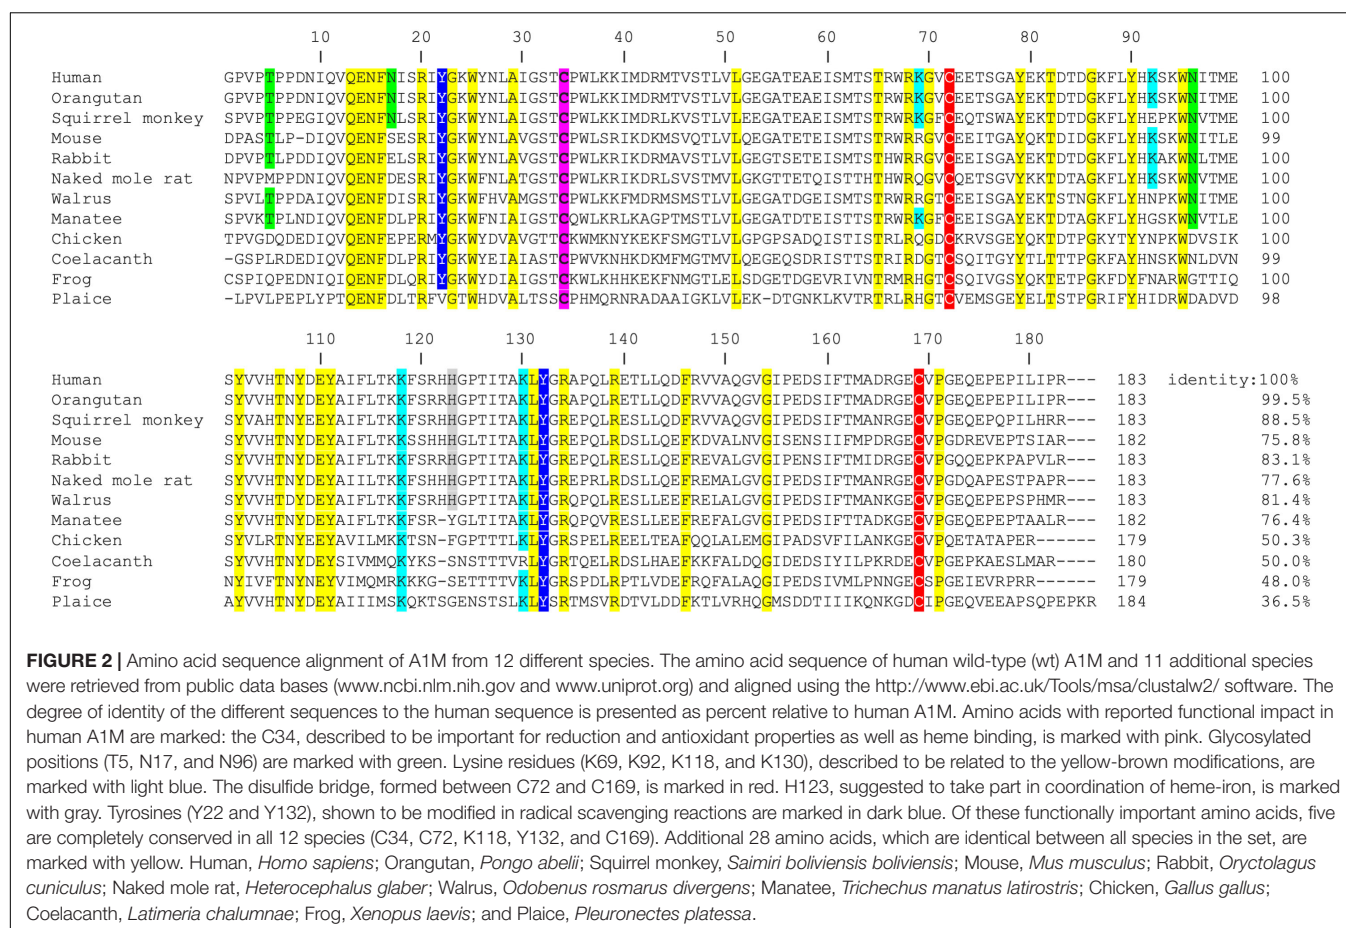 10 20 30 40 50 60 70 80 90
Human GPVPTPPDNIQVQENFNISRIYGKWYNLAIGSTCPWLKKIMDRMTVSTLVLGEGATEAEISMTSTRWRKGVCEETSGAYEKTDTDGKFLYHKSKWNITME 100
Orangutan GPVPTPPDNIQVQENFNISRIYGKWYNLAIGSTCPWLKKIMDRMTVSTLVLGEGATEAEISMTSTRWRKGVCEETSGAYEKTDTDGKFLYHKSKWNITME 100
Squirrel monkey SPVPTPPEGIQVQENFNLSRIYGKWYNLAIGSTCPWLKKIMDRLKVSTLVLEEGATEAEISMTSTRWRKGFCEQTSWAYEKTDTDGKFLYHEPKWNVTME 100
Mouse DPASTLP-DIQVQENFSESRIYGKWYNLAVGSTCPWLSRIKDKMSVQTLVLQEGATETEISMTSTRWRRGVCEEITGAYQKTDIDGKFLYHKSKWNITLE 99
Rabbit DPVPTLPDDIQVQENFELSRIYGKWYNLAVGSTCPWLKRIKDRMAVSTLVLGEGTSETEISMTSTHWRRGVCEEISGAYEKTDTDGKFLYHKAKWNLTME 100
Naked mole rat NPVPMPPDNIQVQENFDESRIYGKWFNLATGSTCPWLKRIKDRLSVSTMVLGKGTTETQISTTHTHWRQGVCQETSGVYEKTDTAGKFLYHKSKWNVTME 100
Walrus SPVLTPPDAIQVQENFDISRIYGKWFHVAMGSTCPWLKKIMDRMSMSTLVLGEGATDGEISMTSTRWRRGTCEEISGAYEKTDTARMSLYHNPKWNITME 100
Manatee SPVKTPLNDIQVQENFDLPRIYGKWFNIAIGSTCQWLKRLKAGPTMSTLVLGEGATDTEISTTSTRWRKGFCEEISGAYEKTDTDGKFLYHGSKWNVTLE 100
Chicken TPVGDQDEDIQVQENFEPERMYGKWYDVAVGTTCKWMKNYKEKFSMGTLVLGPGPSADQISTISTRLRQGDCKRVSGEYQKTDTPGKYTYYNPKWDVSIK 100
Coelacanth -GSPLRDEDIQVQENFDLPRIYGKWYEIAIASTCPWVKNHKDKMFMGTMVLQEGEQSDRISTTSTRIRDGTCSQITGYYTLTTTPGKFAYHNSKWNLDVN 99
Frog CSPIQPEDNIQVQENFDLERIYGKWYDIAIGSTCKWLKHHKEKFNMGTLELSDGETDGEVRIVNTRMRHGTCSQIVGSYQKTETPGKFDYFNARWGTTIQ 100
Plaice -LPVLPEPLYPTQENFDLTRFVGTWHDVALTSSCPHMQRNRADAAIGKLVLEK-DTGNKLKVTRTRLRHGTCVEMSGEYELTSTPGRIFYHIDRWDADVD 98
110 120 130 140 150 160 170 180
Human SYVVHTNYDEYAIFLTKKFSRHHGPTITAKLYGRAPQLRETLLQDFRVVAQGVGIPEDSIFTMADRGECVPGEQEPEPILIPR--- 183 identity:100%
Orangutan SYVVHTNYDEYAIFLTKKFSRRHGPTITAKLYGRAPQLRETLLQDFRVVAQGVGIPEDSIFTMADRGECVPGEQEPEPILIPR--- 183 99.5%
Squirrel monkey SYVAHTNYDEYAIFLTKKFSRHHGPTITAKLYGREPQLRETLLQDFRVVAQGVGIPEDSIFTMANRGECVPGEQEPQPILHRR--- 183 88.5%
Mouse SYVVHTNYDEYAIFLTKKSSHHHGLTITAKLYGREPQLRDSLLQEFKDVALNVGISENSIIFMPDRGECVPGDREVEPTSIAR--- 182 75.8%
Rabbit SYVVHTNYDEYAIFLTKKFSRRHGPTITAKLYGREPQLRESLLQEFREVALGVGIPENSIFTMIDRGECVPGQQEPKPAPVLR--- 183 83.1%
Naked mole rat SYVVHTNYDEYAIILTKKFSHHHGPTITAKLYGREPRLRDSLLQEFREMALGVGIPEDSIFTMANRGECVPGDQAPESTPAPR--- 183 77.6%
Walrus SYVVHTDYDEYAIFLTKKFSRHHGPTITAKLYGRQPQLRESLLEEFRELALGVGIPEDSIFTMANKGECVPGEQEPEPSPHMR--- 183 81.4%
Manatee SYVVHTNYDEYAIFLTKKFSR-YGLTITAKLYGRQPQVRESLLEEFREFALGVGIPEDSIFTTADKGECVPGEQEPEPTAALR--- 182 76.4%
Chicken SYVLRTNYEEYAVILMKKTSN-FGPTTTLKLYGRSPELREELTEAFQQLALEMGIPADSVFILANKGECVPQETATAPER------ 179 50.3%
Coelacanth SYVVHTNYDEYSIVMMQKYKS-SNSTTTVRLYGRTQELRDSLHAEFKKFALDQGIDEDSIYILPKRDECVPGEPKAESLMAR---- 180 50.0%
Frog NYIVFTNYNEYVIMQMRKKKG-SETTTTVKLYGRSPDLRPTLVDEFRQFALAQGIPEDSIVMLPNNGECSPGEIEVRPRR------ 179 48.0%
Plaice AYVVHTNYDEYAIIIMSKQKTSGENSTSLKLYSRTMSVRDTVLDDFKTLVRHQGMSDDTIIIKQNKGDCIPGEQVEEAPSQPEPKR 184 36.5%
FIGURE 2 | Amino acid sequence alignment of A1M from 12 different species. The amino acid sequence of human wild-type (wt) A1M and 11 additional species
were retrieved from public data bases (www.ncbi.nlm.nih.gov and www.uniprot.org) and aligned using the http://www.ebi.ac.uk/Tools/msa/clustalw2/ software. The
degree of identity of the different sequences to the human sequence is presented as percent relative to human A1M. Amino acids with reported functional impact in
human A1M are marked: the C34, described to be important for reduction and antioxidant properties as well as heme binding, is marked with pink. Glycosylated
positions (T5, N17, and N96) are marked with green. Lysine residues (K69, K92, K118, and K130), described to be related to the yellow-brown modifications, are
marked with light blue. The disulfide bridge, formed between C72 and C169, is marked in red. H123, suggested to take part in coordination of heme-iron, is marked
with gray. Tyrosines (Y22 and Y132), shown to be modified in radical scavenging reactions are marked in dark blue. Of these functionally important amino acids, five
are completely conserved in all 12 species (C34, C72, K118, Y132, and C169). Additional 28 amino acids, which are identical between all species in the set, are
marked with yellow. Human, Homo sapiens; Orangutan, Pongo abelii; Squirrel monkey, Saimiri boliviensis boliviensis; Mouse, Mus musculus; Rabbit, Oryctolagus
cuniculus; Naked mole rat, Heterocephalus glaber; Walrus, Odobenus rosmarus divergens; Manatee, Trichechus manatus latirostris; Chicken, Gallus gallus;
Coelacanth, Latimeria chalumnae; Frog, Xenopus laevis; and Plaice, Pleuronectes platessa.